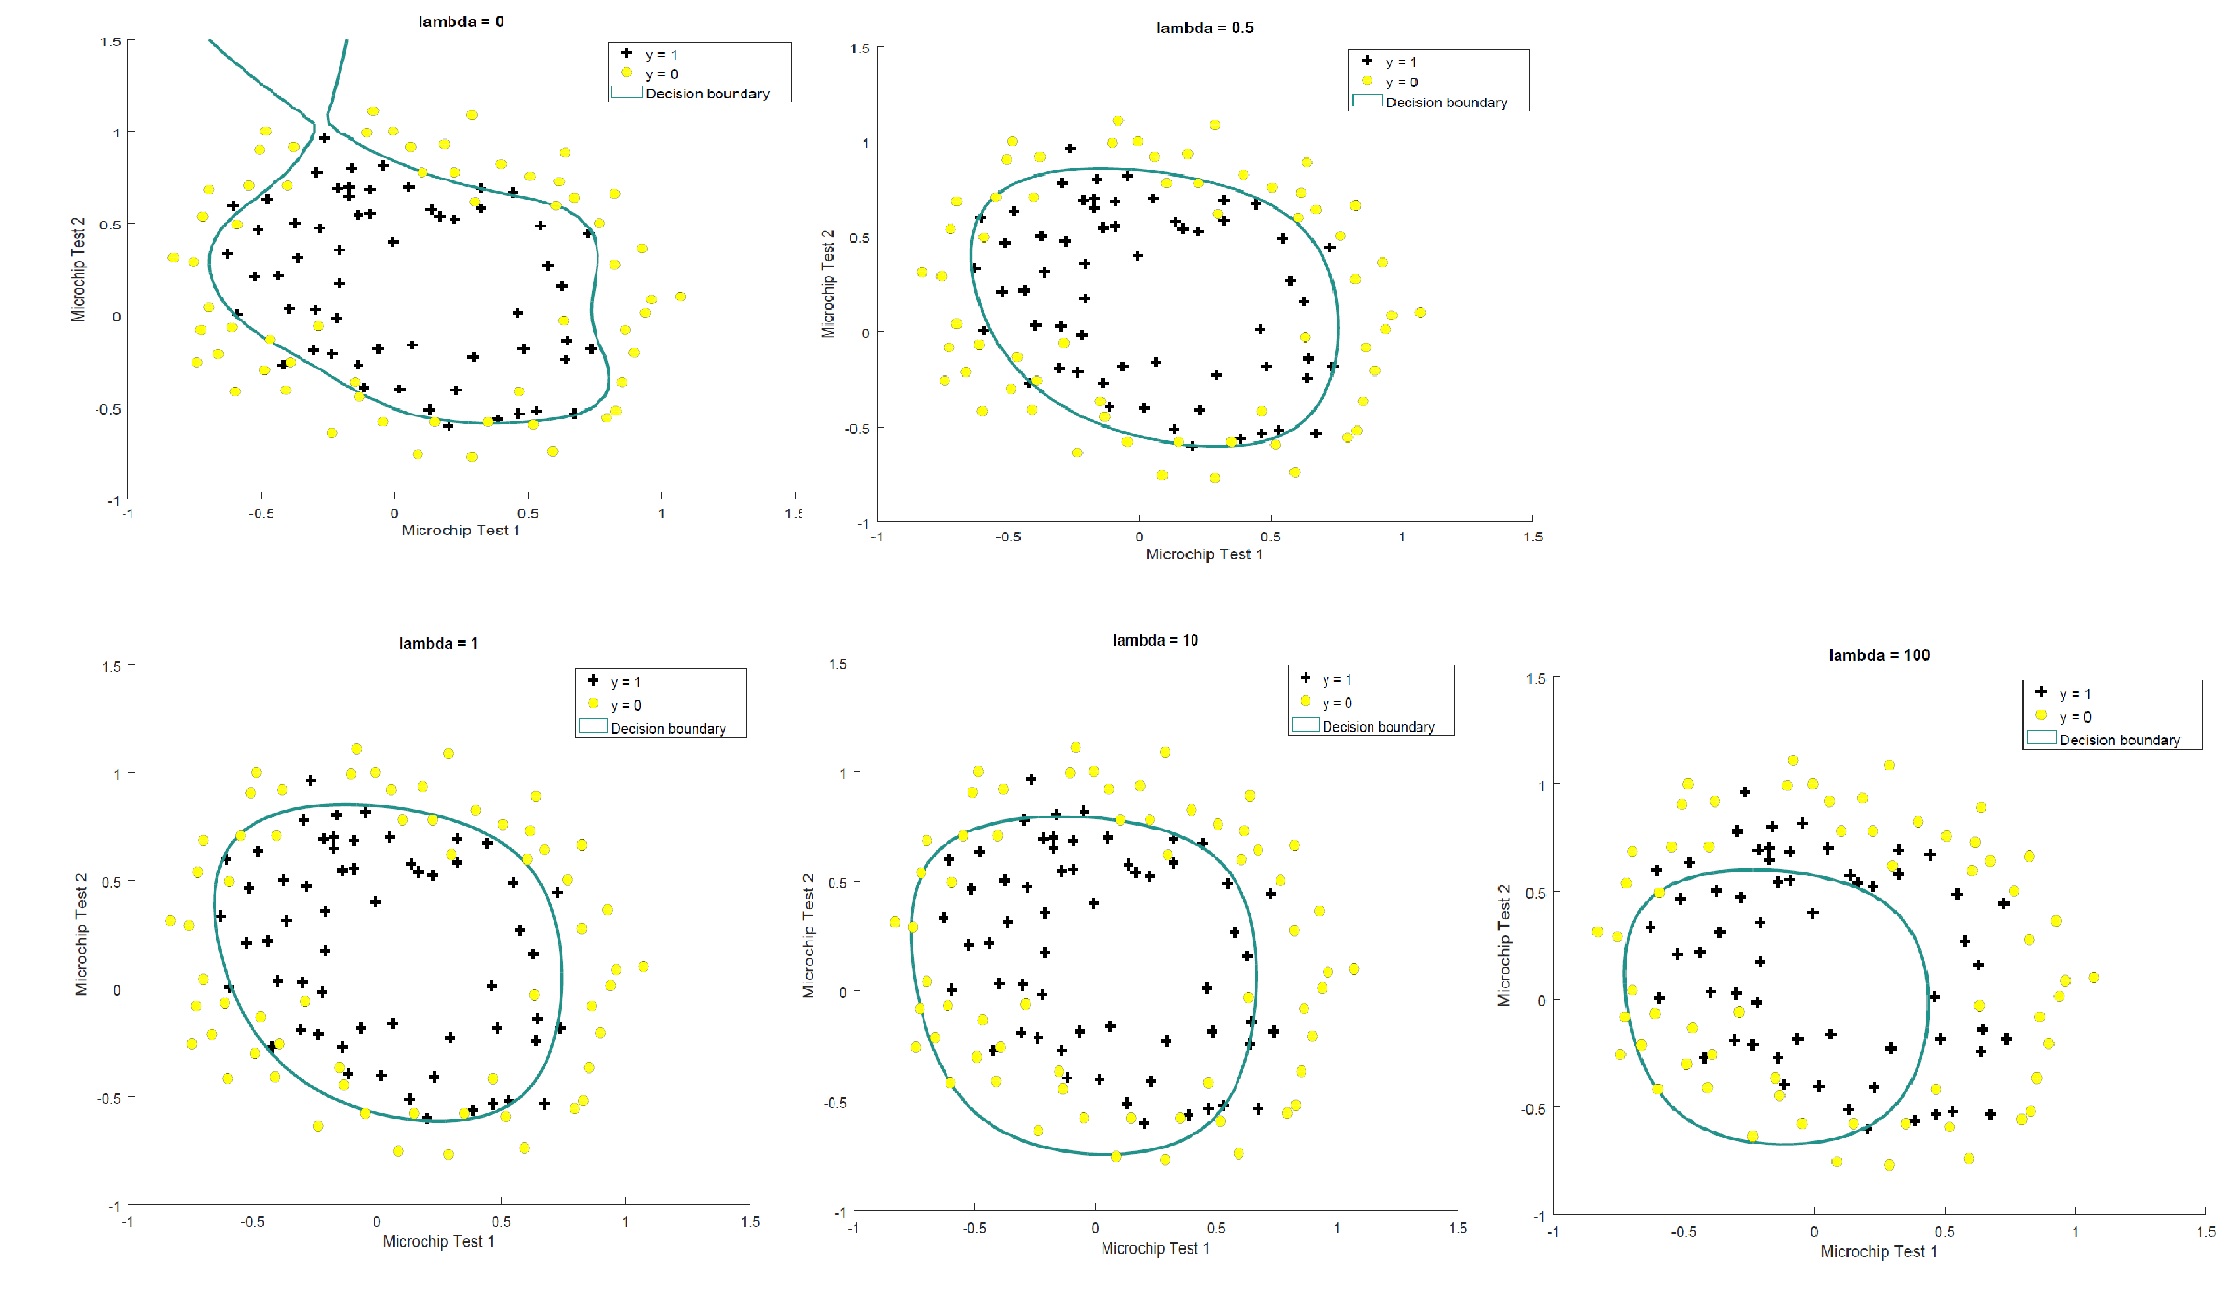 lambda = 0
1.5
1
0.5
0
-0.5
-1
Microchip Test 2
y = 1
y = 0
Decision boundary
-1
-0.5
0
0.5
1
1.5
Microchip Test 1
lambda = 0.5
1.5
1
0.5
0
-0.5
-1
Microchip Test 2
y = 1
y = 0
Decision boundary
-1
-0.5
0
0.5
1
1.5
Microchip Test 1
lambda = 1
1.5
1
0.5
0
-0.5
-1
Microchip Test 2
y = 1
y = 0
Decision boundary
-1
-0.5
0
0.5
1
1.5
Microchip Test 1
lambda = 10
1.5
1
0.5
0
-0.5
-1
Microchip Test 2
y = 1
y = 0
Decision boundary
-1
-0.5
0
0.5
1
1.5
Microchip Test 1
lambda = 100
1.5
1
0.5
0
-0.5
-1
Microchip Test 2
y = 1
y = 0
Decision boundary
-1
-0.5
0
0.5
1
1.5
Microchip Test 1